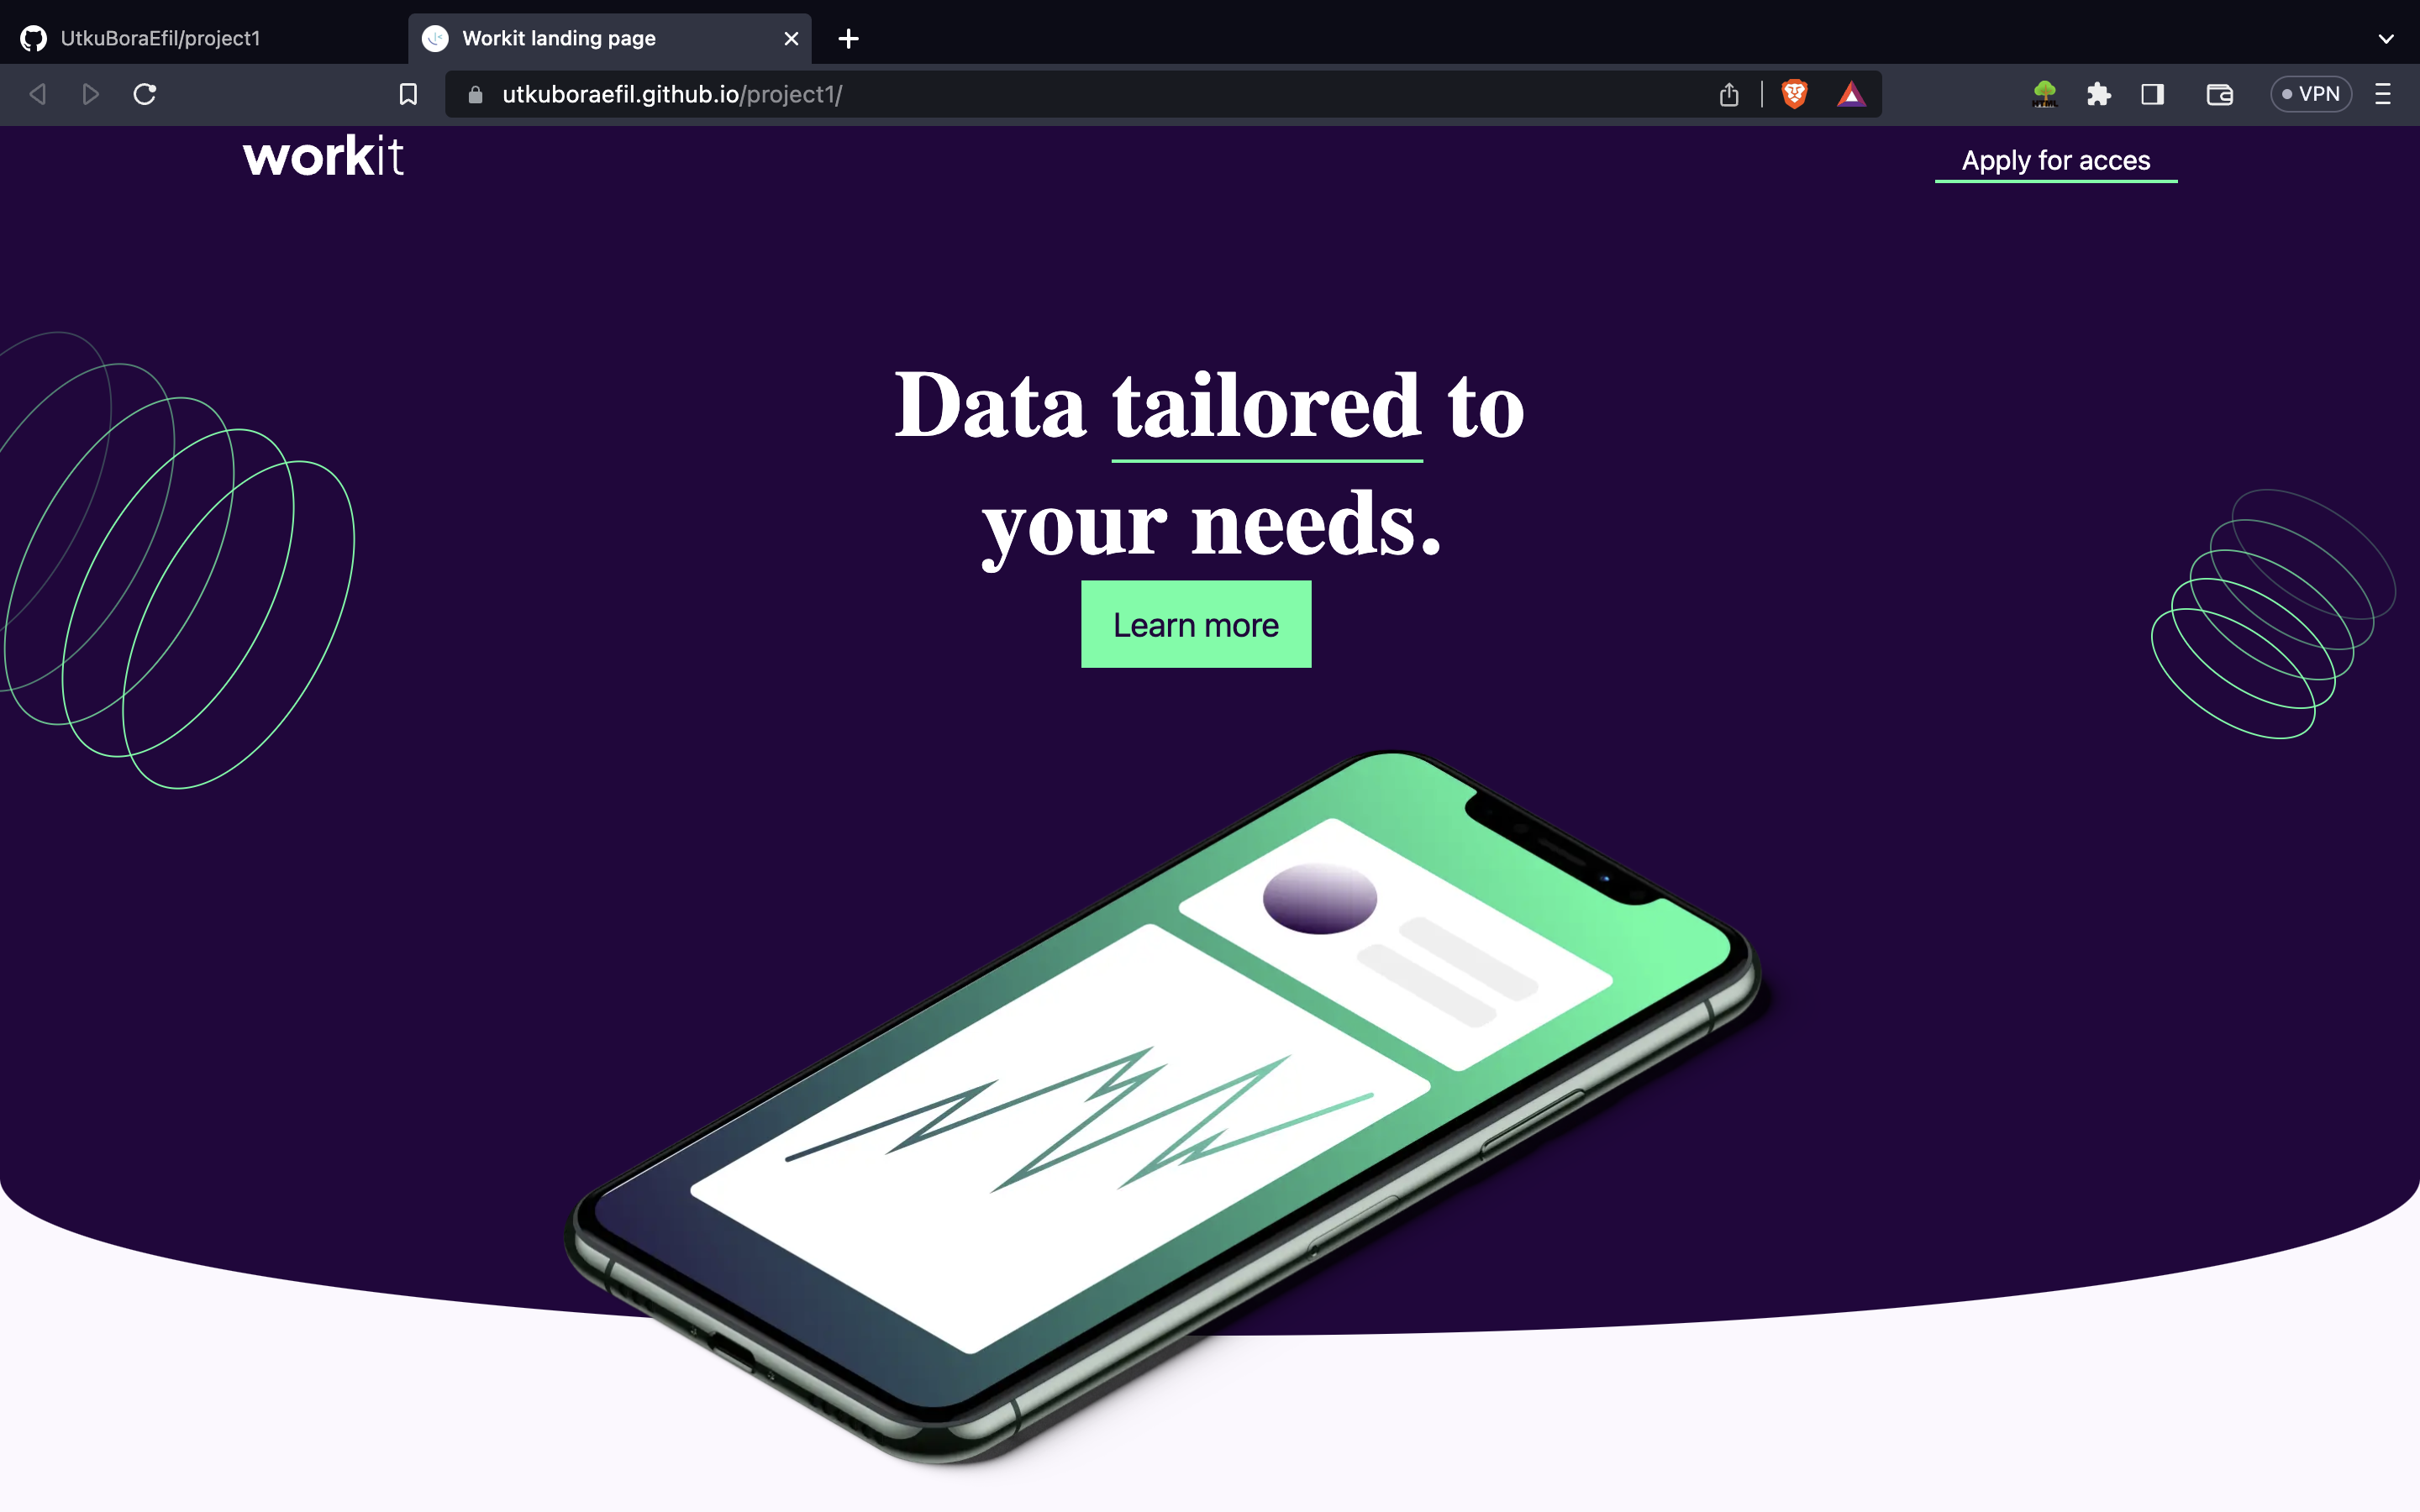 UtkuBoraEfil/project1
Workit landing page
utkuboraefil.github.io/project1/
HTML
VPN
workit
Apply for acces
Data tailored to
your needs.
Learn more